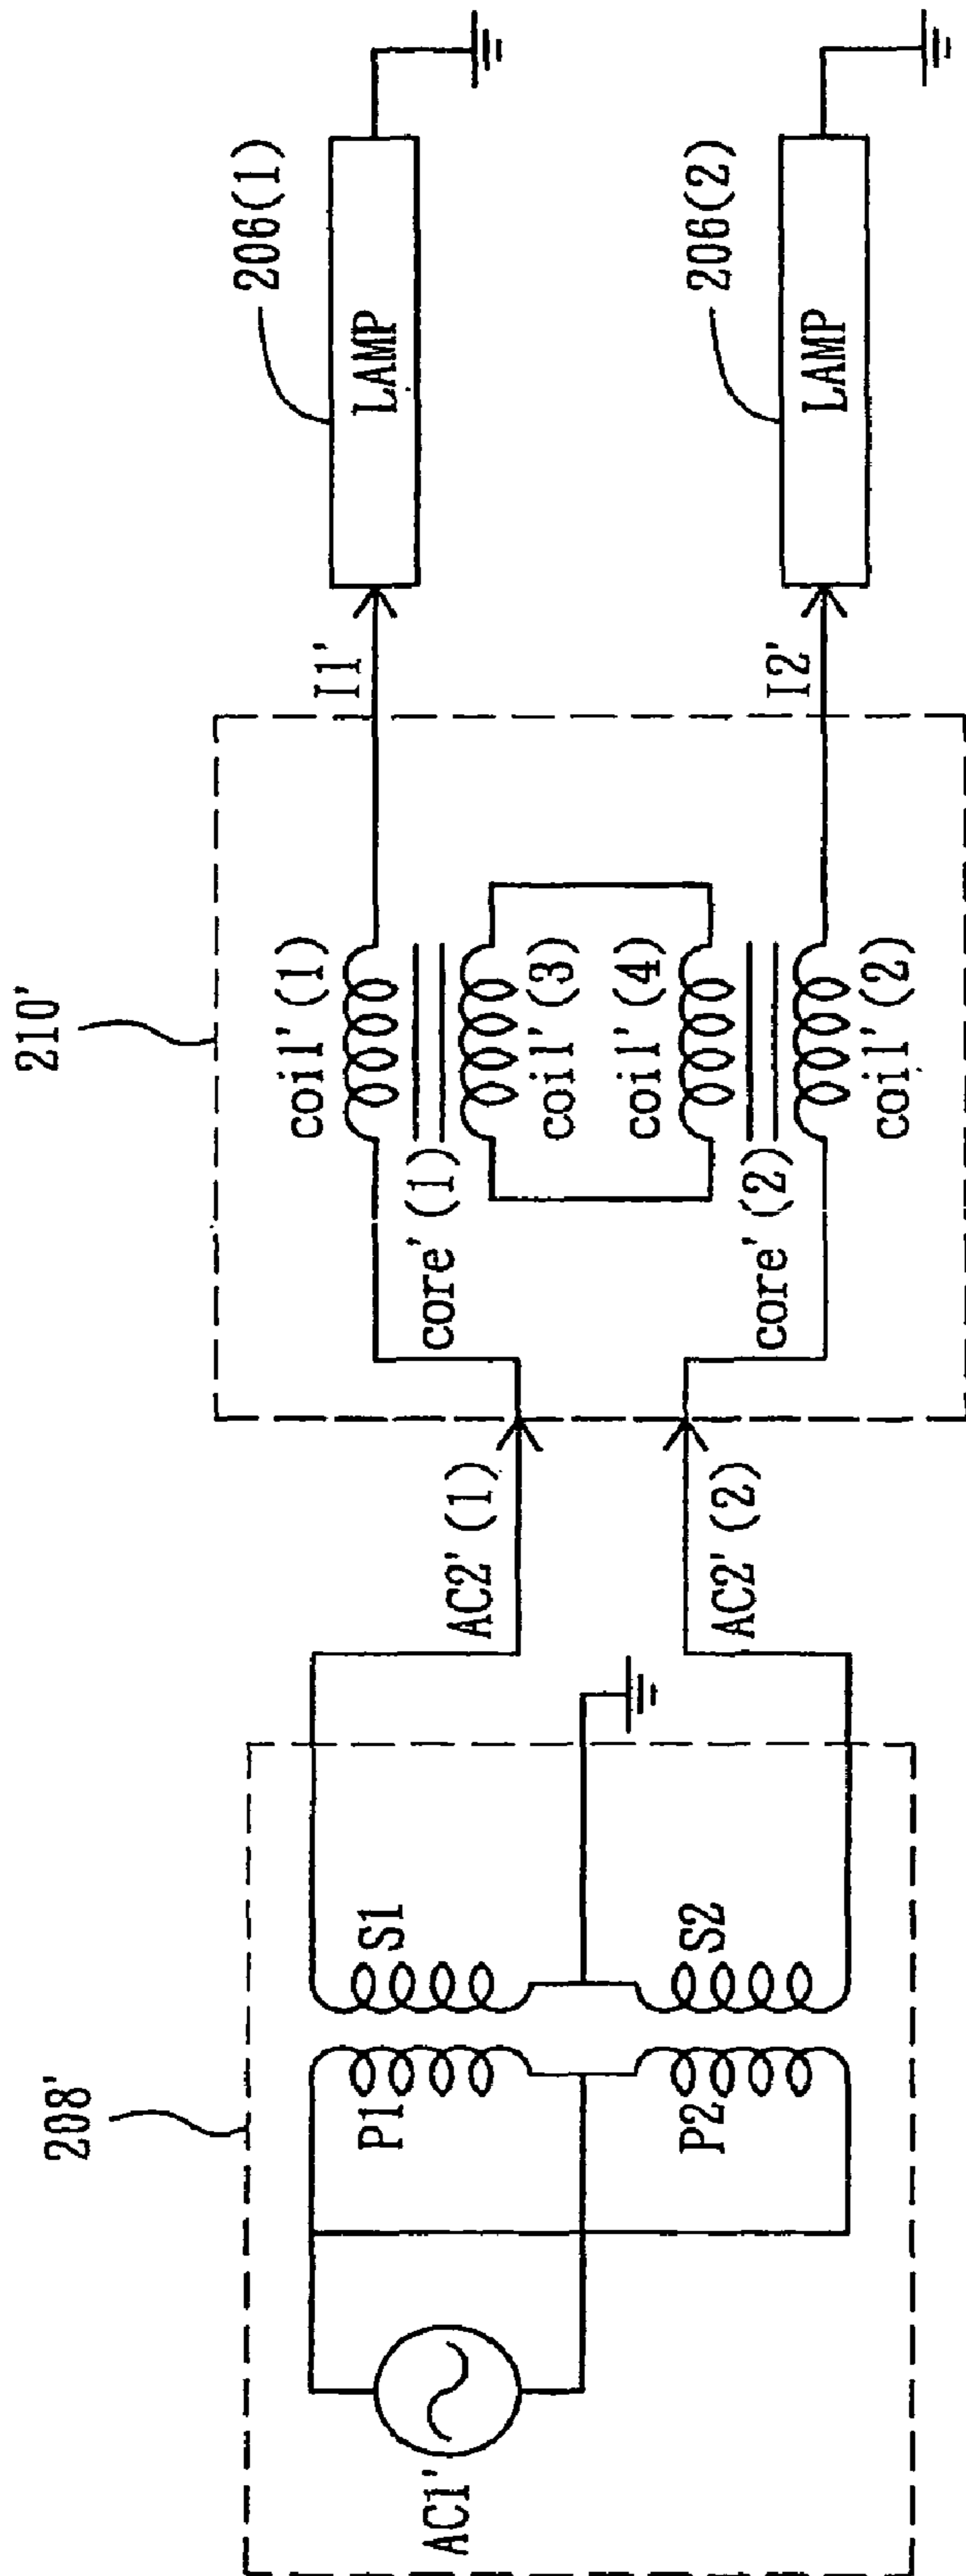 208'
AC1'
P1
P2
S1
S2
AC2'(1)
AC2'(2)
210'
coil'(1)
core'(1)
coil'(3)
coil'(4)
core'(2)
coil'(2)
I1'
I2'
206(1)
LAMP
206(2)
LAMP